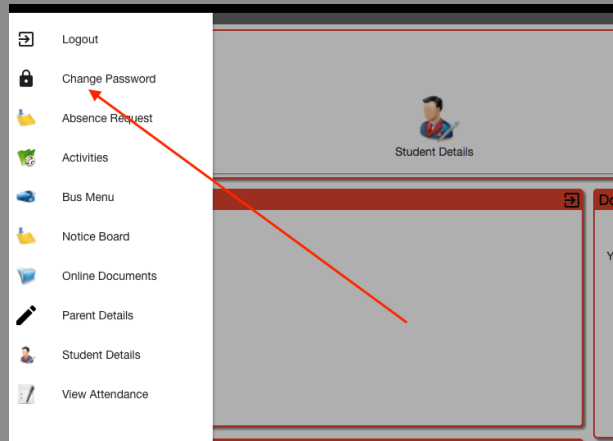 Logout
Change Password
Absence Request
Activities
Bus Menu
Notice Board
Online Documents
Parent Details
Student Details
View Attendance
Student Details
Do
Y